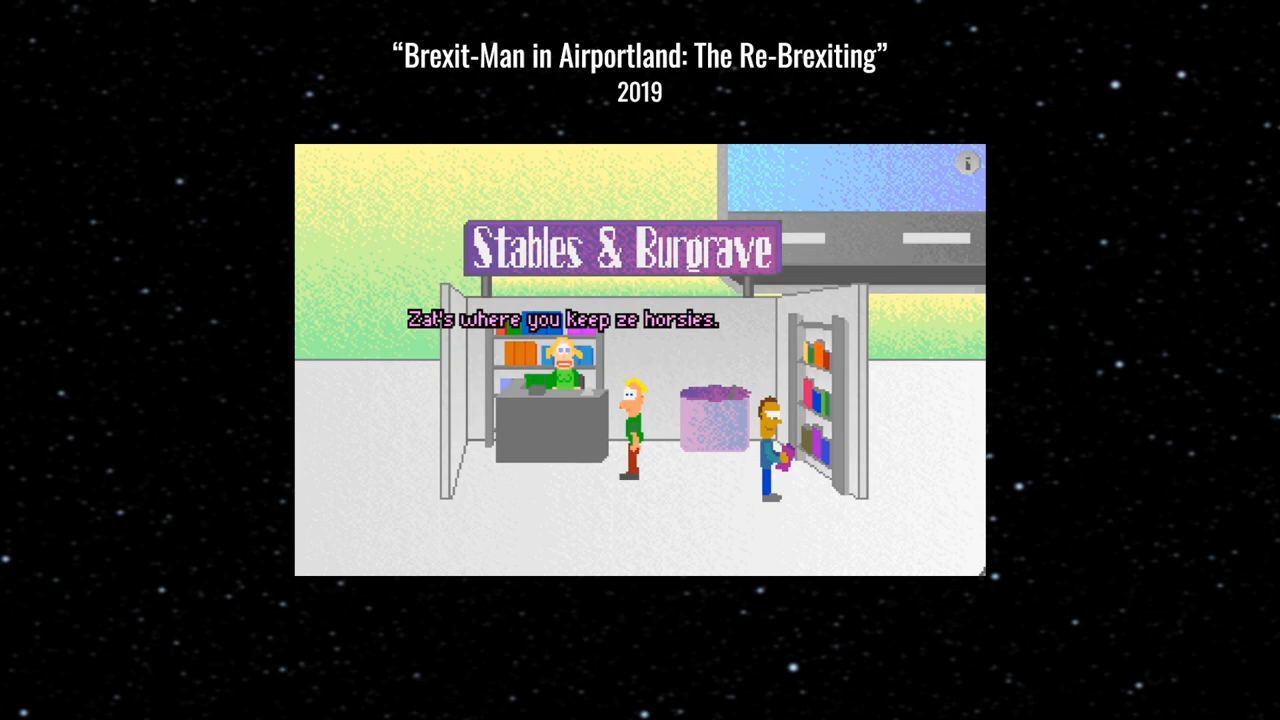 “Brexit-Man in Airportland: The Re-Brexiting”
2019
i
Stables & Burgrave
Zat's where you keep ze horsies.